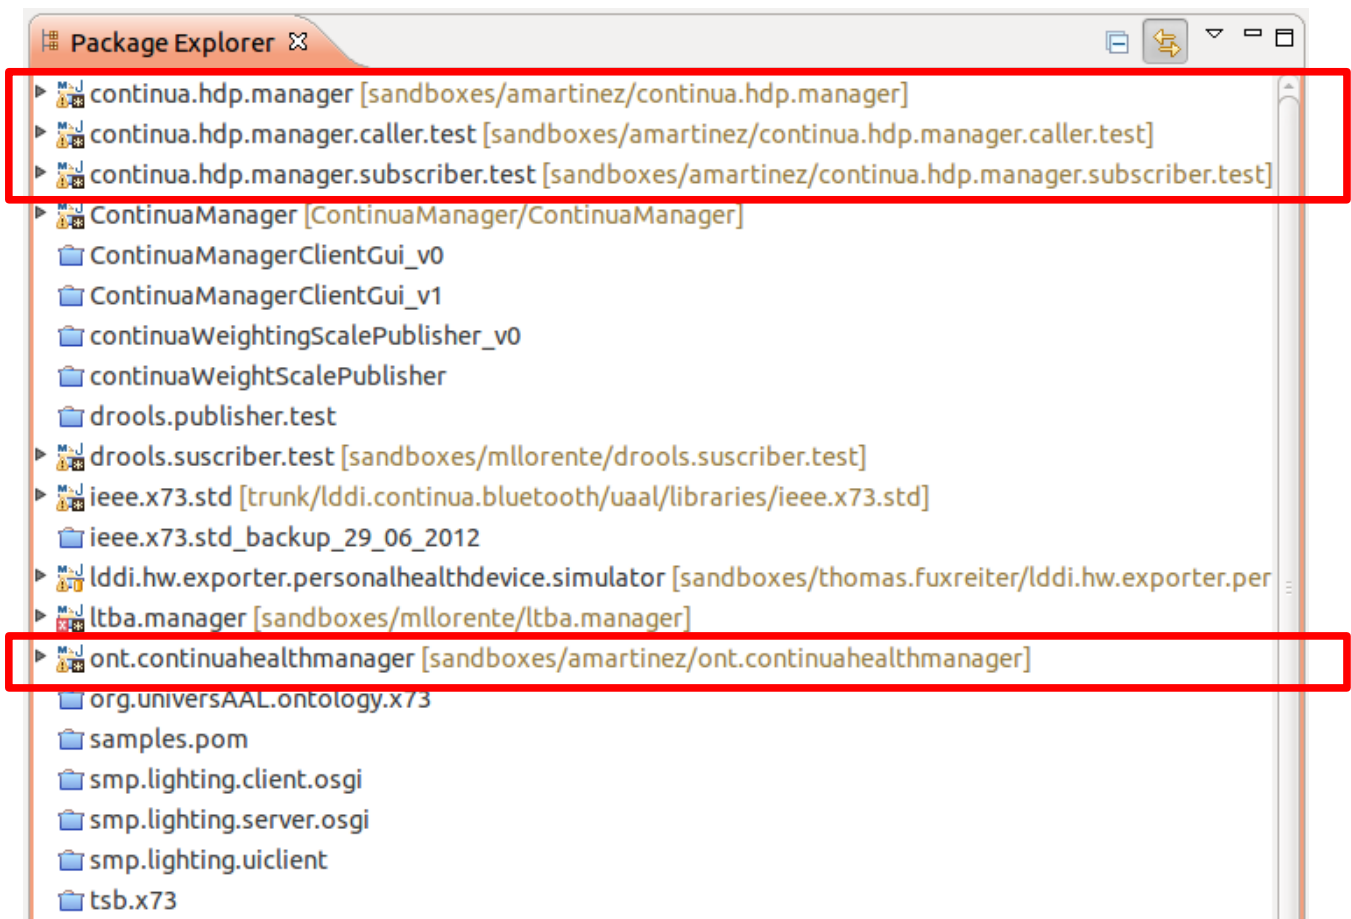 Package Explorer
continua.hdp.manager [sandboxes/amartinez/continua.hdp.manager]
continua.hdp.manager.caller.test [sandboxes/amartinez/continua.hdp.manager.caller.test]
continua.hdp.manager.subscriber.test [sandboxes/amartinez/continua.hdp.manager.subscriber.test]
ContinuaManager [ContinuaManager/ContinuaManager]
ContinuaManagerClientGui_v0
ContinuaManagerClientGui_v1
continuaWeightingScalePublisher_v0
continuaWeightScalePublisher
drools.publisher.test
drools.suscriber.test [sandboxes/mllorente/drools.suscriber.test]
ieee.x73.std [trunk/lddi.continua.bluetooth/uaal/libraries/ieee.x73.std]
ieee.x73.std_backup_29_06_2012
lddi.hw.exporter.personalhealthdevice.simulator [sandboxes/thomas.fuxreiter/lddi.hw.exporter.per
ltba.manager [sandboxes/mllorente/ltba.manager]
ont.continuahealthmanager [sandboxes/amartinez/ont.continuahealthmanager]
org.universAAL.ontology.x73
samples.pom
smp.lighting.client.osgi
smp.lighting.server.osgi
smp.lighting.uiclient
tsb.x73